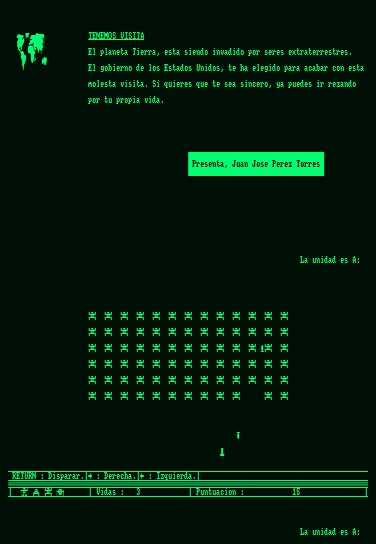 TENEMOS VISITA
El planeta Tierra, esta siendo invadido por seres extraterrestres.
El gobierno de los Estados Unidos, te ha elegido para acabar con esta
molesta visita. Si quieres que te sea sincero, ya puedes ir rezando
por tu propia vida.
Presenta, Juan Jose Perez Torres
La unidad es A:
RETURN : Disparar.|→ : Derecha.|← : Izquierda.|
Vidas : 3 | Puntuacion : 15
La unidad es A: